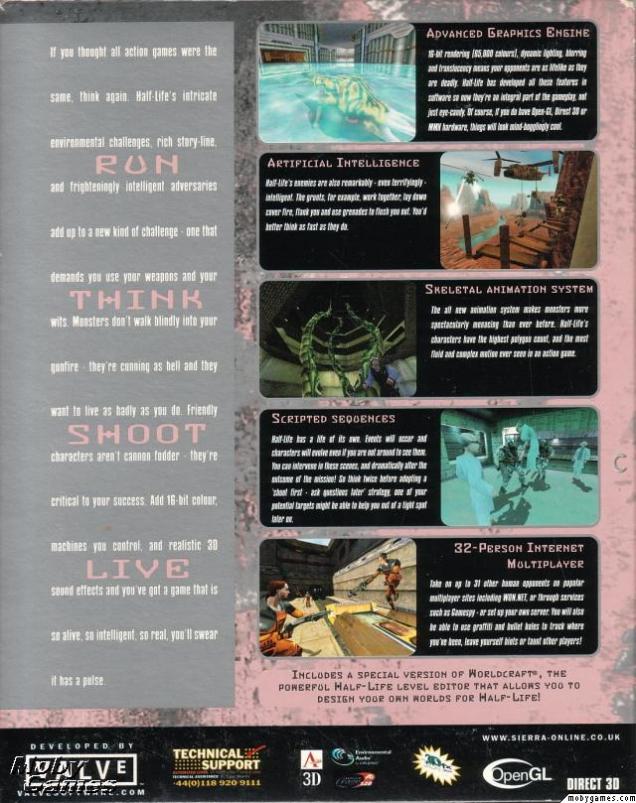 If you thought all action games were the
same, think again. Half-Life's intricate
environmental challenges, rich story-line,
RUN
and frighteningly intelligent adversaries
add up to a new kind of challenge - one that
demands you use your weapons and your
THINK
wits. Monsters don't walk blindly into your
gunfire - they're cunning as hell and they
want to live as badly as you do. Friendly
SHOOT
characters aren't cannon fodder - they're
critical to your success. Add 16-bit colour,
machines you control, and realistic 3D
LIVE
sound effects and you've got a game that is
so alive, so intelligent, so real, you'll swear
it has a pulse.
Advanced Graphics Engine
16-bit rendering (65,000 colours), dynamic lighting, blurring
and translucency means your opponents are as lifelike as they
are deadly. Half-Life has developed all these features in
software so now they're an integral part of the gameplay, not
just eye-candy. Of course, if you do have Open-GL, Direct 3D or
MMX hardware, things will look mind-bogglingly cool.
Artificial Intelligence
Half-Life's enemies are also remarkably - even terrifyingly -
intelligent. The grunts, for example, work together, lay down
cover fire, flank you and use grenades to flush you out. You'd
better think as fast as they do.
Skeletal animation system
The all new animation system makes monsters more
spectacularly menacing than ever before. Half-Life's
characters have the highest polygon count, and the most
fluid and complex motion ever seen in an action game.
Scripted sequences
Half-Life has a life of its own. Events will occur and
characters will evolve even if you are not around to see them.
You can intervene in these scenes, and dramatically alter the
outcome of the mission! So think twice before adopting a
'shoot first - ask questions later' strategy, one of your
potential targets might be able to help you out of a tight spot
later on.
32-Person Internet
Multiplayer
Take on up to 31 other human opponents on popular
multiplayer sites including WON.NET, or through services
such as Gamespy - or set up your own server. You will also
be able to use graffiti and bullet holes to track where
you've been, leave yourself hints or taunt other players!
Includes a special version of Worldcraft®, the
powerful Half-Life level editor that allows you to
design your own worlds for Half-Life!
DEVELOPED BY
VALVE
VALVESOFTWARE.COM
Moby Games
TECHNICAL
SUPPORT
-44(0)118 920 9111
A
3D
Environmental
Audio
WWW.SIERRA-ONLINE.CO.UK
OpenGL
DIRECT 3D
mobygames.com